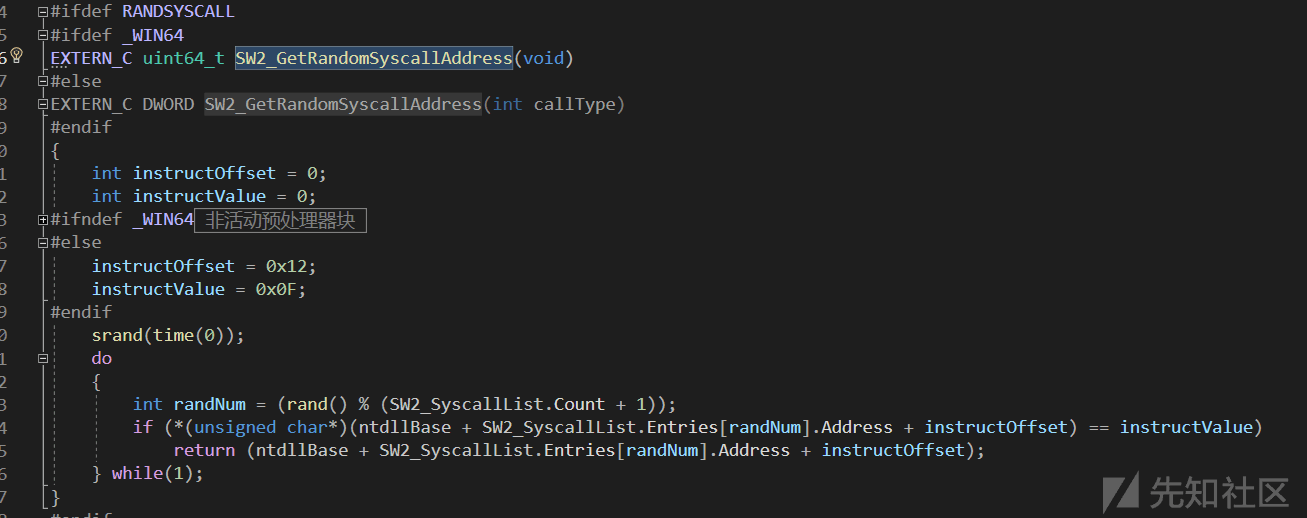 4 #ifdef RANDSYSCALL
5 #ifdef _WIN64
6 EXTERN_C uint64_t SW2_GetRandomSyscallAddress(void)
7 #else
8 EXTERN_C DWORD SW2_GetRandomSyscallAddress(int callType)
9 #endif
0 {
1 int instructOffset = 0;
2 int instructValue = 0;
3 #ifndef _WIN64 非活动预处理器块
6 #else
7 instructOffset = 0x12;
8 instructValue = 0x0F;
9 #endif
0 srand(time(0));
1 do
2 {
3 int randNum = (rand() % (SW2_SyscallList.Count + 1));
4 if (*(unsigned char*)(ntdllBase + SW2_SyscallList.Entries[randNum].Address + instructOffset) == instructValue)
5 return (ntdllBase + SW2_SyscallList.Entries[randNum].Address + instructOffset);
6 } while(1);
7 }
8 #endif
先知社区